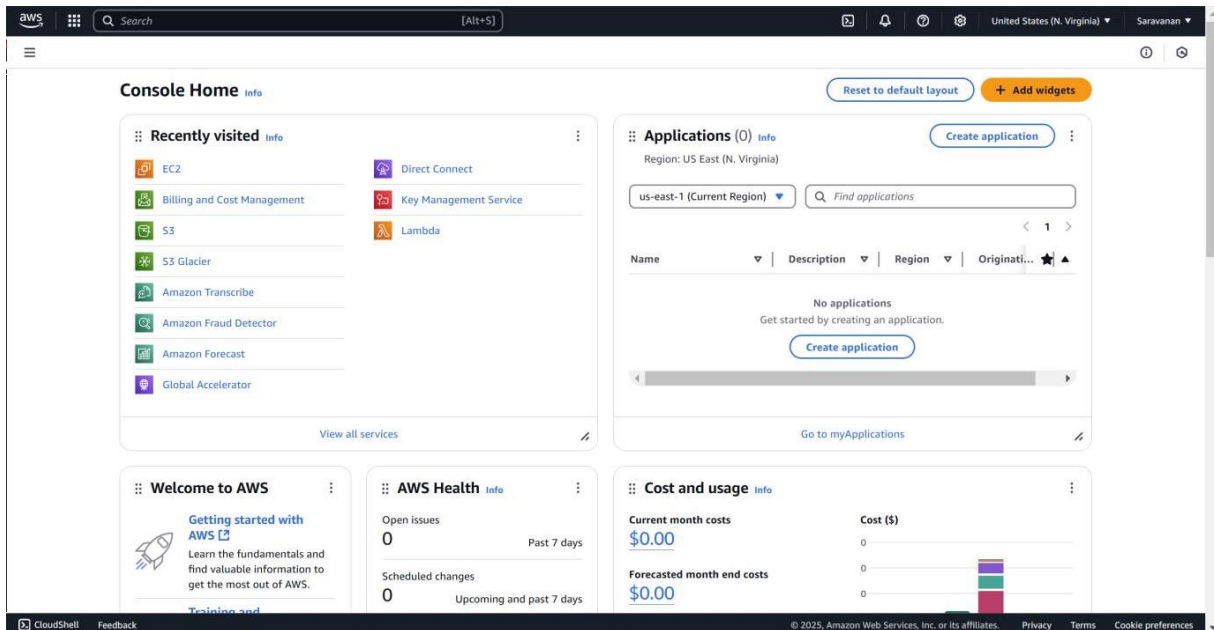 aws
Search [Alt+S]
United States (N. Virginia) Saravanan
Console Home Info
Reset to default layout
+ Add widgets
Recently visited Info
EC2
Billing and Cost Management
S3
S3 Glacier
Amazon Transcribe
Amazon Fraud Detector
Amazon Forecast
Global Accelerator
Direct Connect
Key Management Service
Lambda
View all services
Applications (0) Info
Create application
Region: US East (N. Virginia)
us-east-1 (Current Region)
Find applications
1
Name Description Region Originati...
No applications
Get started by creating an application.
Create application
Go to myApplications
Welcome to AWS
Getting started with
AWS
Learn the fundamentals and
find valuable information to
get the most out of AWS.
Training and
AWS Health Info
Open issues
0 Past 7 days
Scheduled changes
0 Upcoming and past 7 days
Cost and usage Info
Current month costs
$0.00
Forecasted month end costs
$0.00
Cost ($)
0
0
0
CloudShell Feedback
© 2025, Amazon Web Services, Inc. or its affiliates. Privacy Terms Cookie preferences